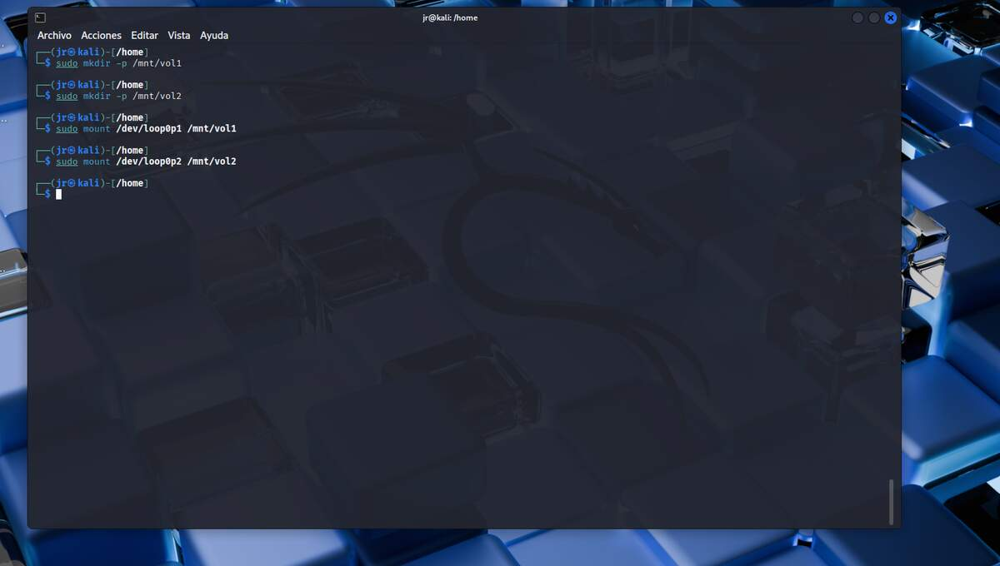 jr@kali: /home
Archivo Acciones Editar Vista Ayuda
┌──(jr㉿kali)-[/home]
└─$ sudo mkdir -p /mnt/vol1
┌──(jr㉿kali)-[/home]
└─$ sudo mkdir -p /mnt/vol2
┌──(jr㉿kali)-[/home]
└─$ sudo mount /dev/loop0p1 /mnt/vol1
┌──(jr㉿kali)-[/home]
└─$ sudo mount /dev/loop0p2 /mnt/vol2
┌──(jr㉿kali)-[/home]
└─$